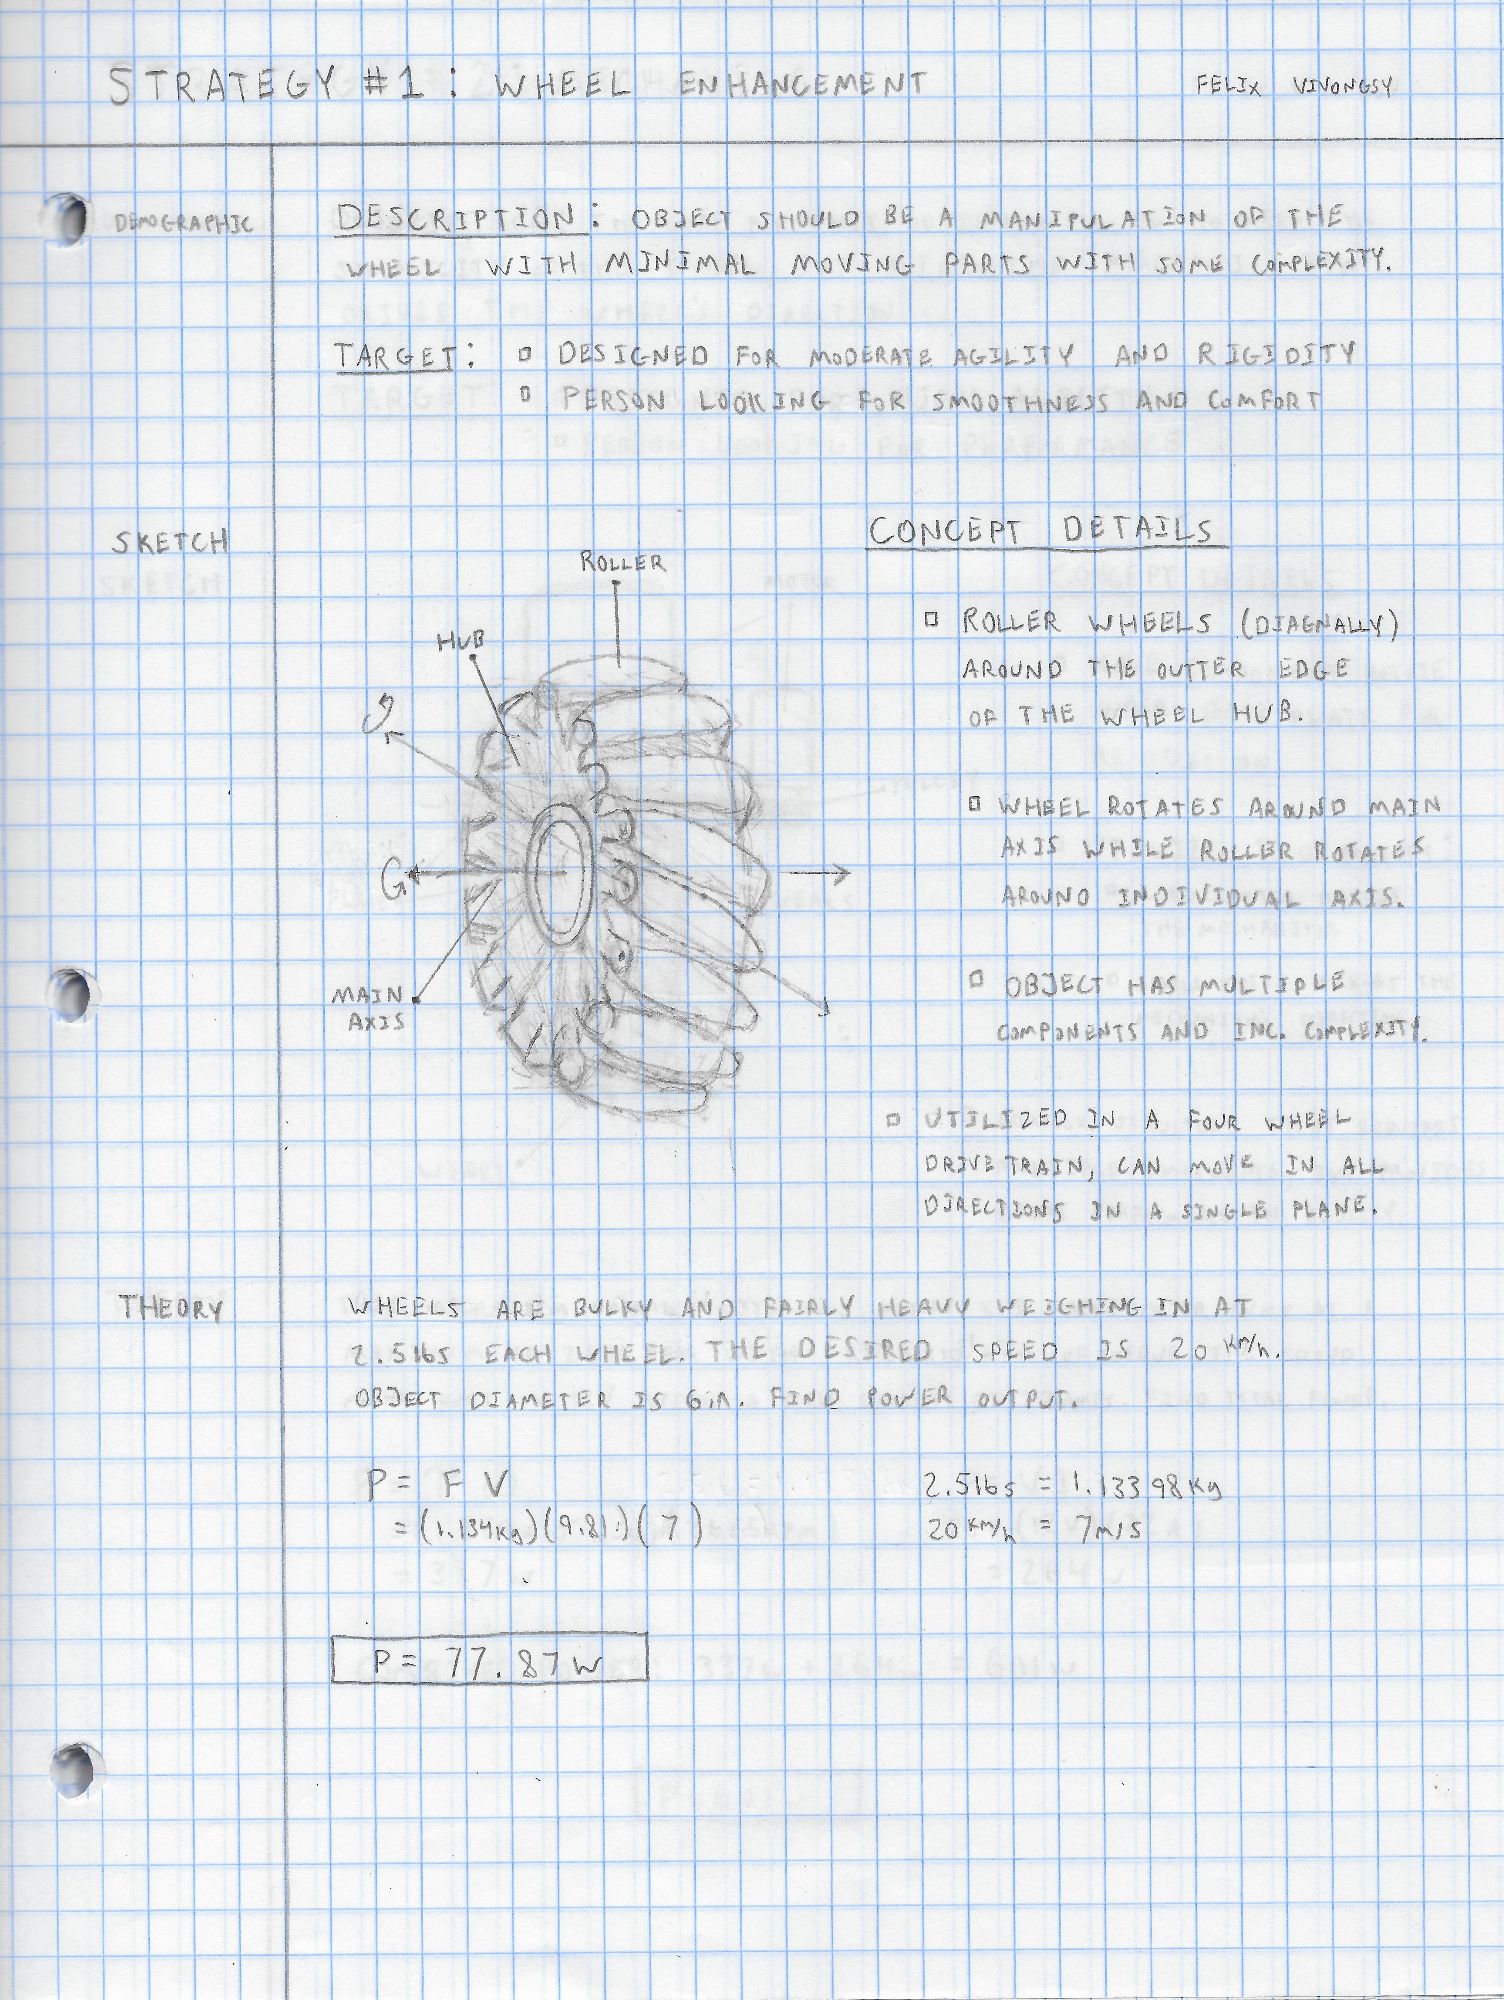 STRATEGY #1: WHEEL ENHANCEMENT
FELIX VIVONGSY
DEMOGRAPHIC
DESCRIPTION: OBJECT SHOULD BE A MANIPULATION OF THE
WHEEL WITH MINIMAL MOVING PARTS WITH SOME COMPLEXITY.
TARGET: □ DESIGNED FOR MODERATE AGILITY AND RIGIDITY
□ PERSON LOOKING FOR SMOOTHNESS AND COMFORT
SKETCH
ROLLER
HUB
MAIN
AXIS
CONCEPT DETAILS
□ ROLLER WHEELS (DIAGNALLY)
AROUND THE OUTTER EDGE
OF THE WHEEL HUB.
□ WHEEL ROTATES AROUND MAIN
AXIS WHILE ROLLER ROTATES
AROUND INDIVIDUAL AXIS.
□ OBJECT HAS MULTIPLE
COMPONENTS AND INC. COMPLEXITY.
□ UTILIZED IN A FOUR WHEEL
DRIVETRAIN, CAN MOVE IN ALL
DIRECTIONS IN A SINGLE PLANE.
THEORY
WHEELS ARE BULKY AND FAIRLY HEAVY WEIGHING IN AT
2.5lbs EACH WHEEL. THE DESIRED SPEED IS 20 Km/h.
OBJECT DIAMETER IS 6in. FIND POWER OUTPUT.
P = F V
= (1.134Kg)(9.81)(7)
2.5lbs = 1.13398Kg
20 Km/h = 7m/s
P = 77.87W